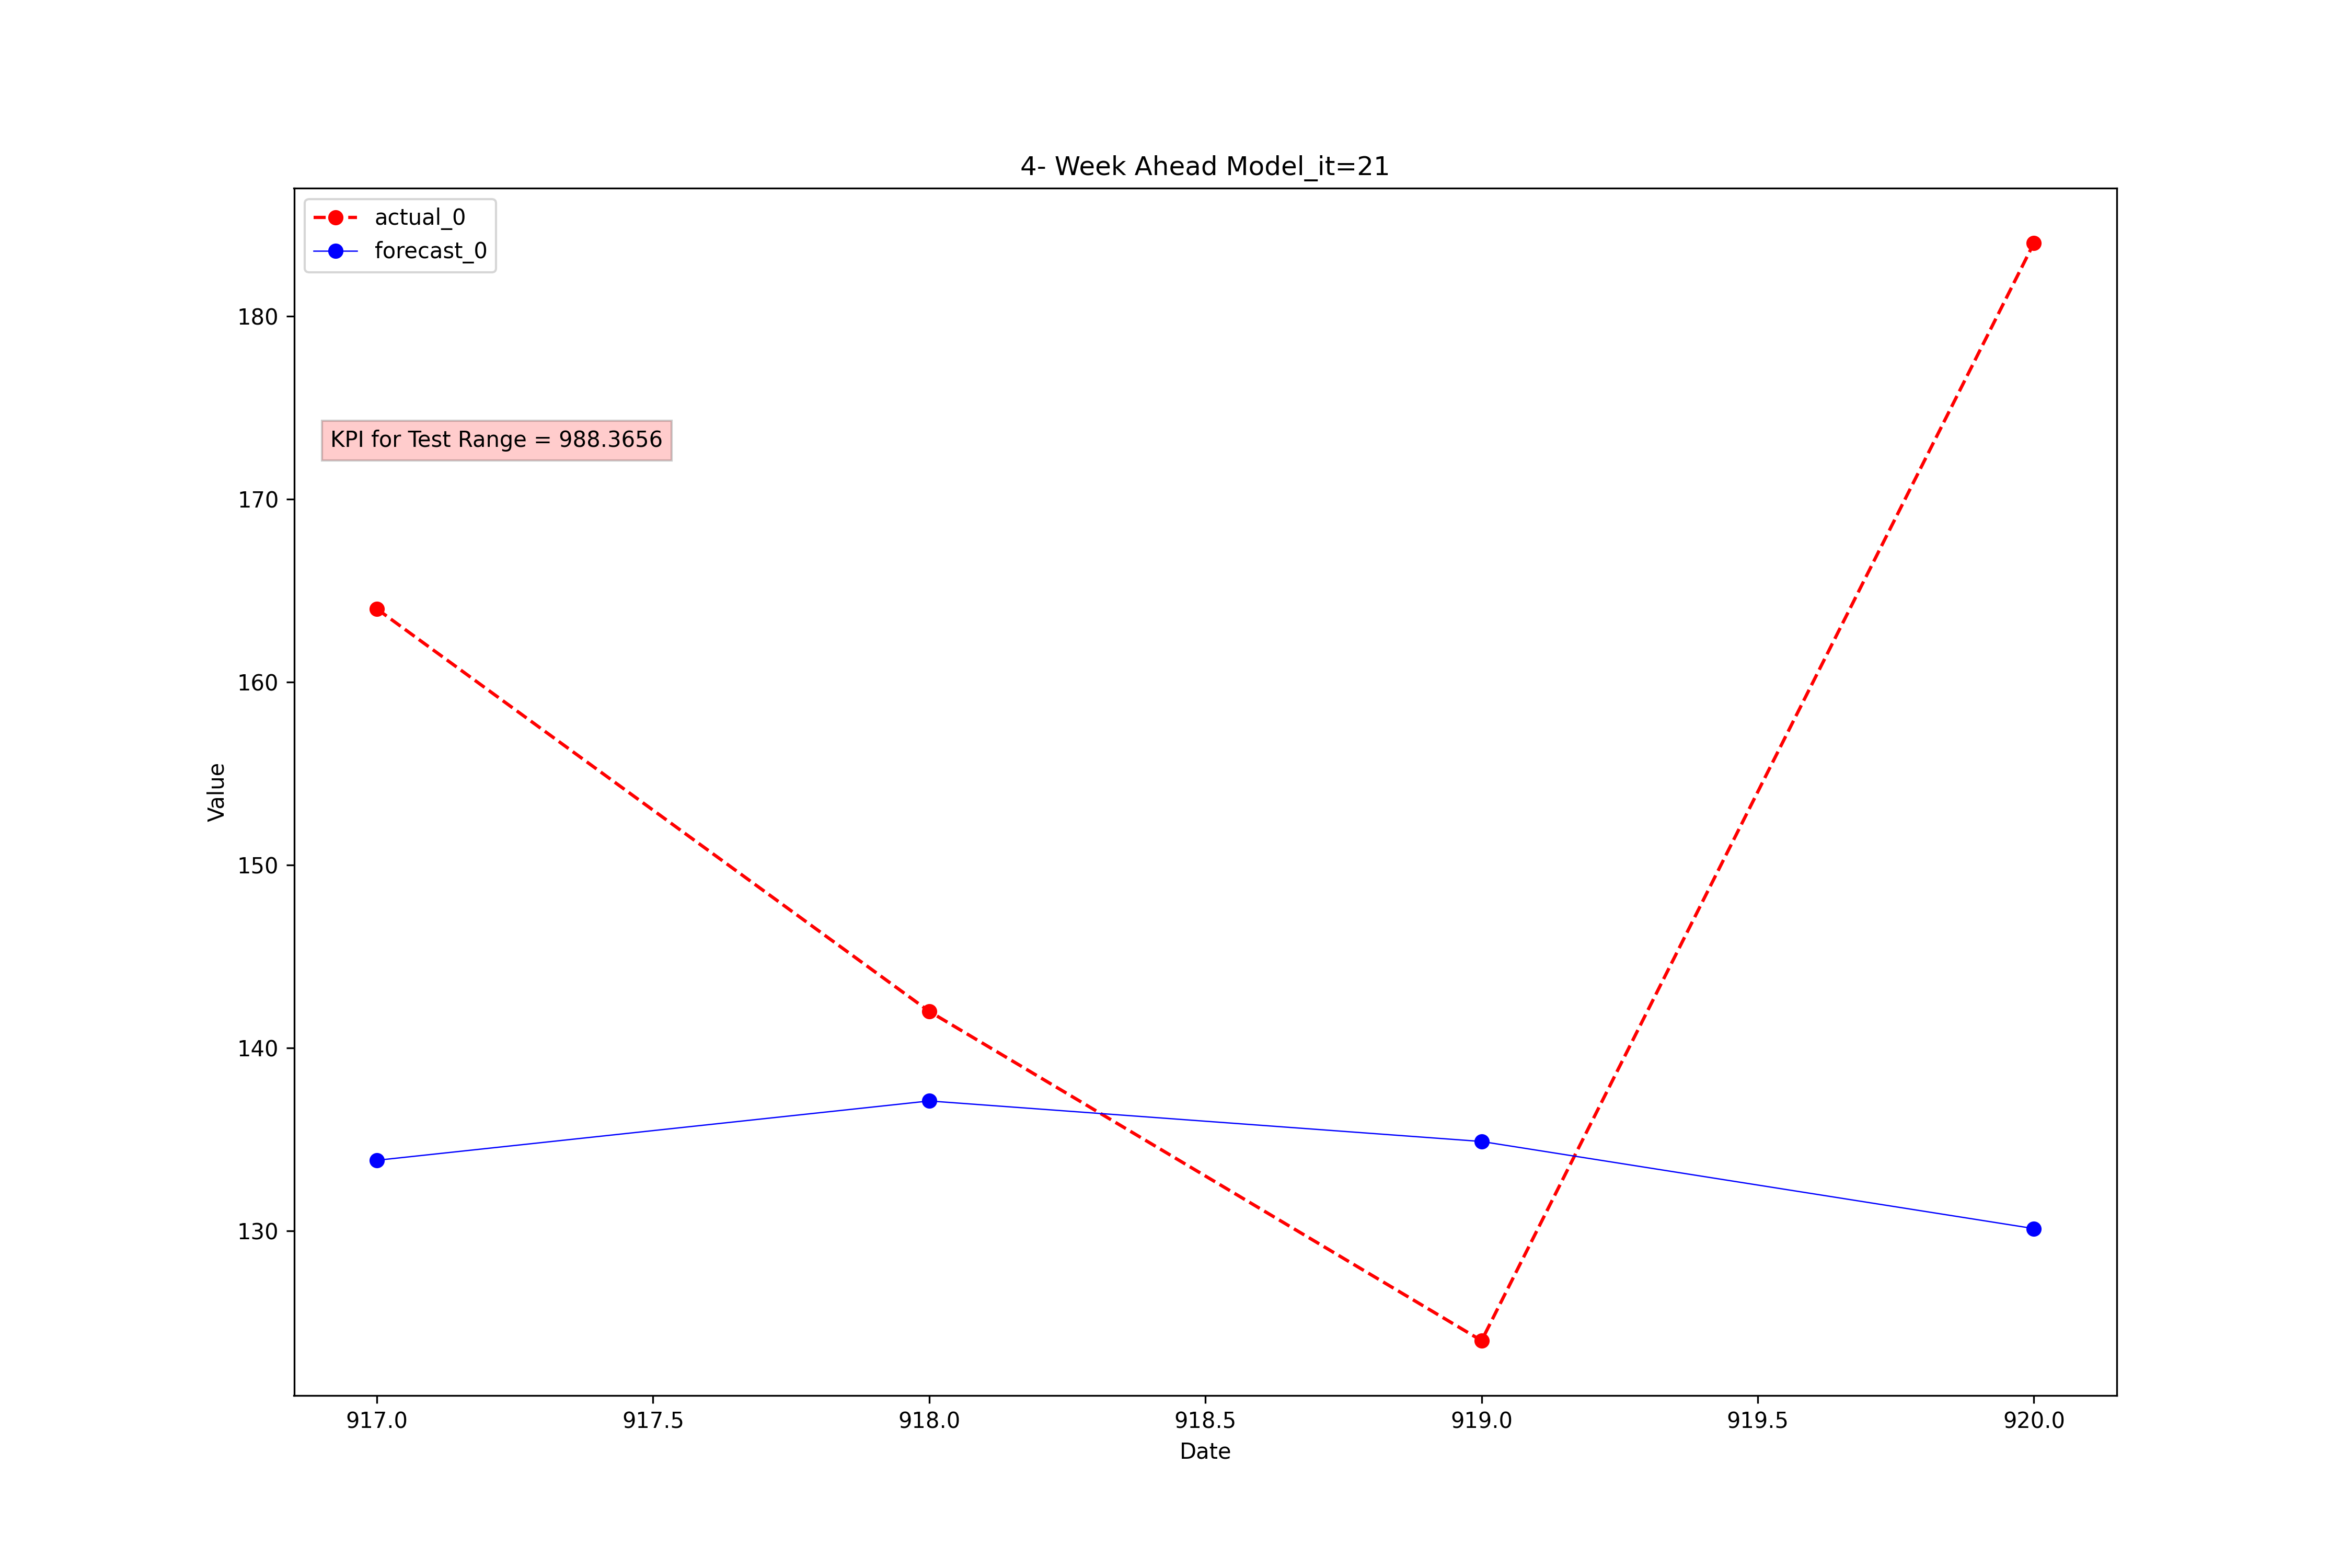 4- Week Ahead Model_it=21
actual_0
forecast_0
KPI for Test Range = 988.3656
180
170
160
150
140
130
Value
917.0 917.5 918.0 918.5 919.0 919.5 920.0
Date